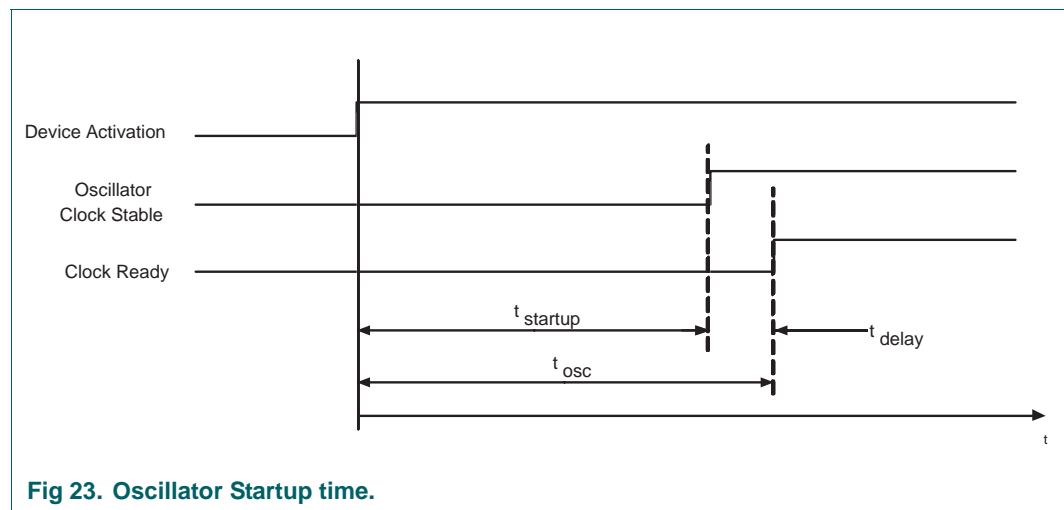 Device Activation
Oscillator
Clock Stable
Clock Ready
t startup
t delay
t osc
t
Fig 23. Oscillator Startup time.